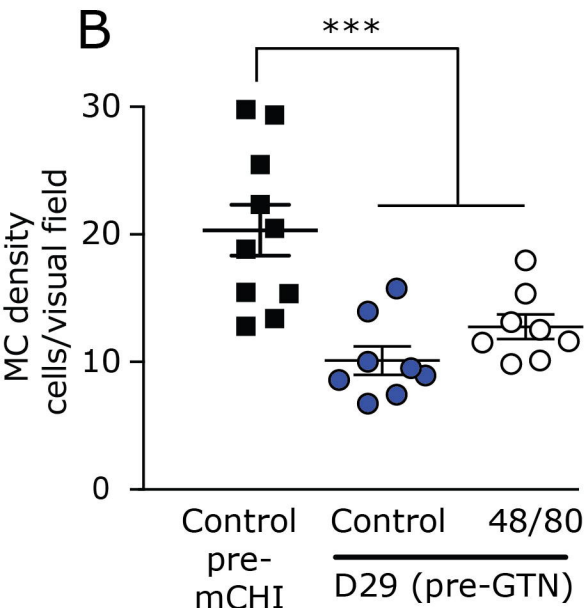 B
***
MC density
cells/visual field
30
20
10
0
Control
pre-
mCHI
Control
48/80
D29 (pre-GTN)